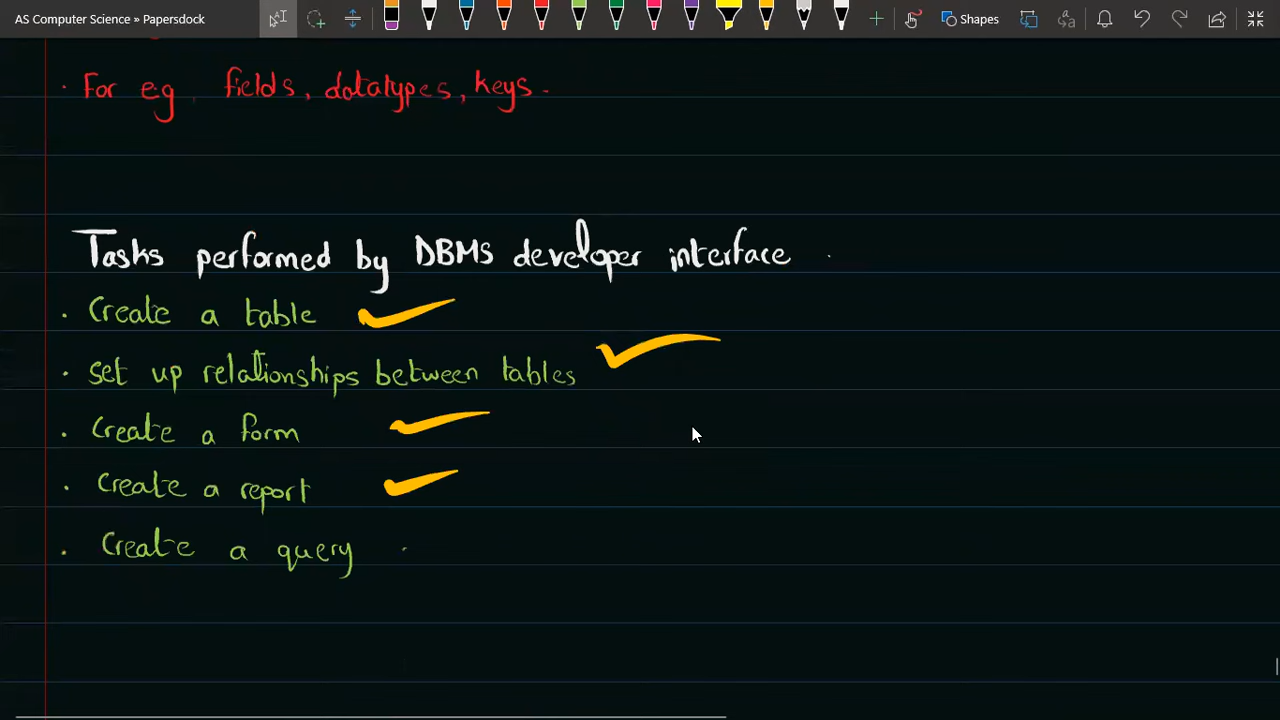 AS Computer Science » Papersdock
Shapes
· For eg, fields, datatypes, keys.
Tasks performed by DBMS developer interface.
· Create a table
· set up relationships between tables
· Create a form
· Create a report
· Create a query